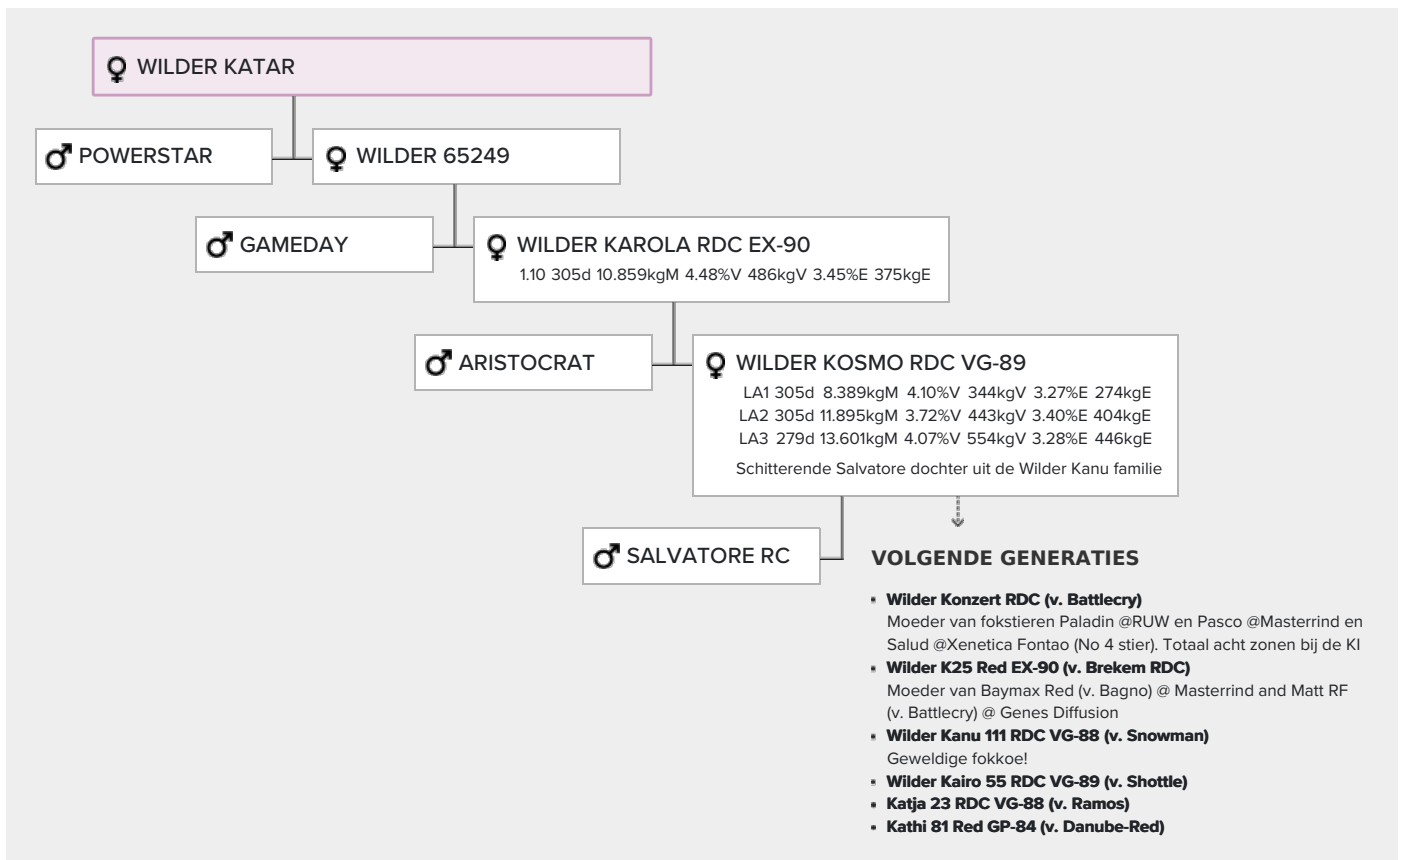 WILDER KATAR
POWERSTAR
WILDER 65249
GAMEDAY
WILDER KAROLA RDC EX-90
1.10 305d 10.859kgM 4.48%V 486kgV 3.45%E 375kgE
ARISTOCRAT
WILDER KOSMO RDC VG-89
LA1 305d 8.389kgM 4.10%V 344kgV 3.27%E 274kgE
LA2 305d 11.895kgM 3.72%V 443kgV 3.40%E 404kgE
LA3 279d 13.601kgM 4.07%V 554kgV 3.28%E 446kgE
Schitterende Salvatore dochter uit de Wilder Kanu familie
SALVATORE RC
VOLGENDE GENERATIES
Wilder Konzert RDC (v. Battlecry)
Moeder van fokstieren Paladin @RUW en Pasco @Masterrind en
Salud @Xenetica Fontao (No 4 stier). Totaal acht zonen bij de KI
Wilder K25 Red EX-90 (v. Brekem RDC)
Moeder van Baymax Red (v. Bagno) @ Masterrind and Matt RF
(v. Battlecry) @ Genes Diffusion
Wilder Kanu 111 RDC VG-88 (v. Snowman)
Geweldige fokkoe!
Wilder Kairo 55 RDC VG-89 (v. Shottle)
Katja 23 RDC VG-88 (v. Ramos)
Kathi 81 Red GP-84 (v. Danube-Red)